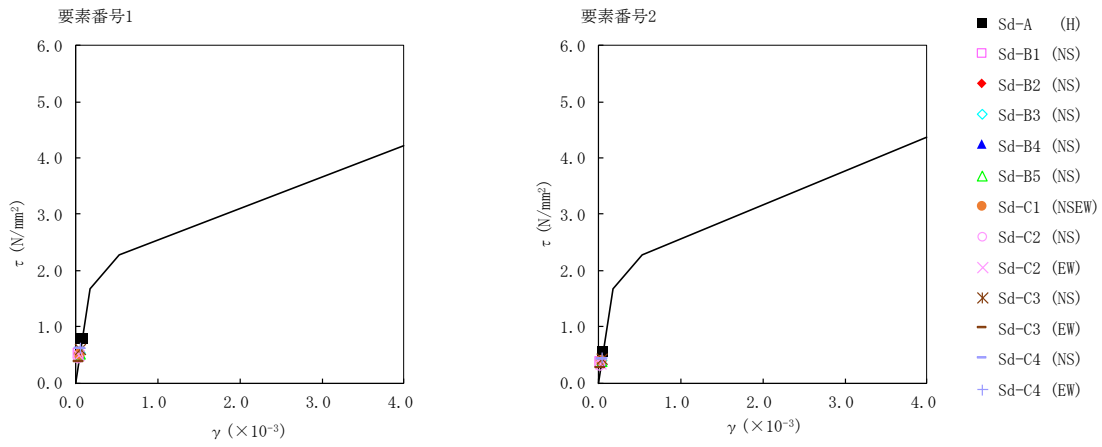 要素番号1
6.0
5.0
4.0
3.0
2.0
1.0
0.0
τ (N/mm²)
0.0 1.0 2.0 3.0 4.0
γ (×10⁻³)
要素番号2
6.0
5.0
4.0
3.0
2.0
1.0
0.0
τ (N/mm²)
0.0 1.0 2.0 3.0 4.0
γ (×10⁻³)
Sd-A (H)
Sd-B1 (NS)
Sd-B2 (NS)
Sd-B3 (NS)
Sd-B4 (NS)
Sd-B5 (NS)
Sd-C1 (NSEW)
Sd-C2 (NS)
Sd-C2 (EW)
Sd-C3 (NS)
Sd-C3 (EW)
Sd-C4 (NS)
Sd-C4 (EW)